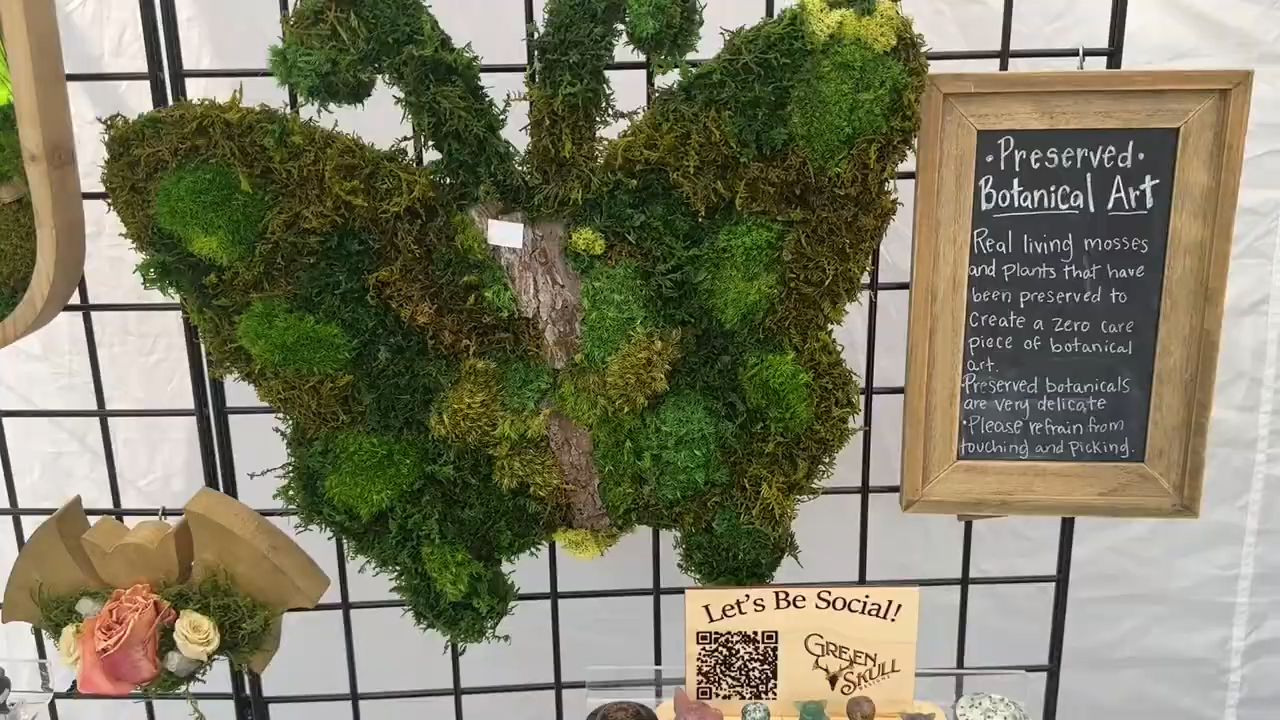 ·Preserved·
Botanical Art
Real living mosses
and plants that have
been preserved to
create a zero care
piece of botanical
art.
·Preserved botanicals
are very delicate
·Please refrain from
touching and picking.
Let's Be Social!
GREEN
SKULL